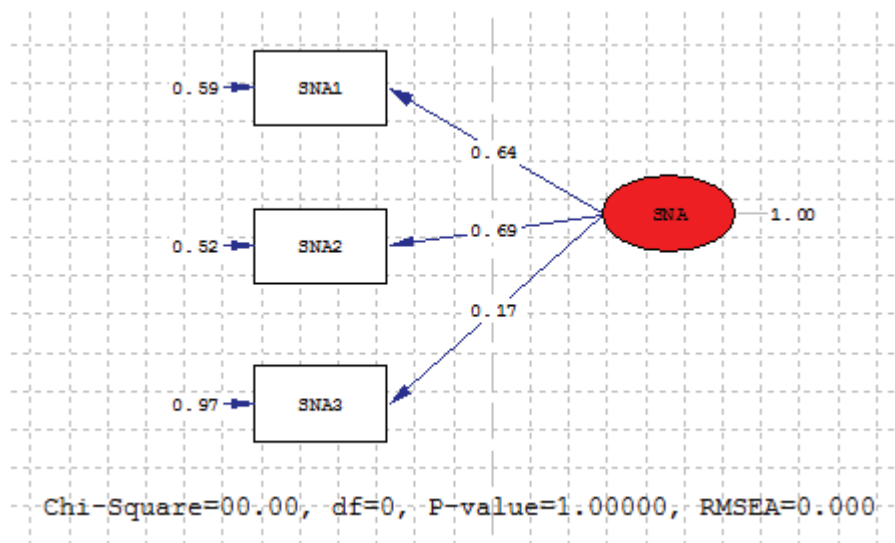 0.59 SNA1
0.64
SNA 1.00
0.52 SNA2 0.69
0.17
0.97 SNA3
Chi-Square=00.00, df=0, P-value=1.00000, RMSEA=0.000